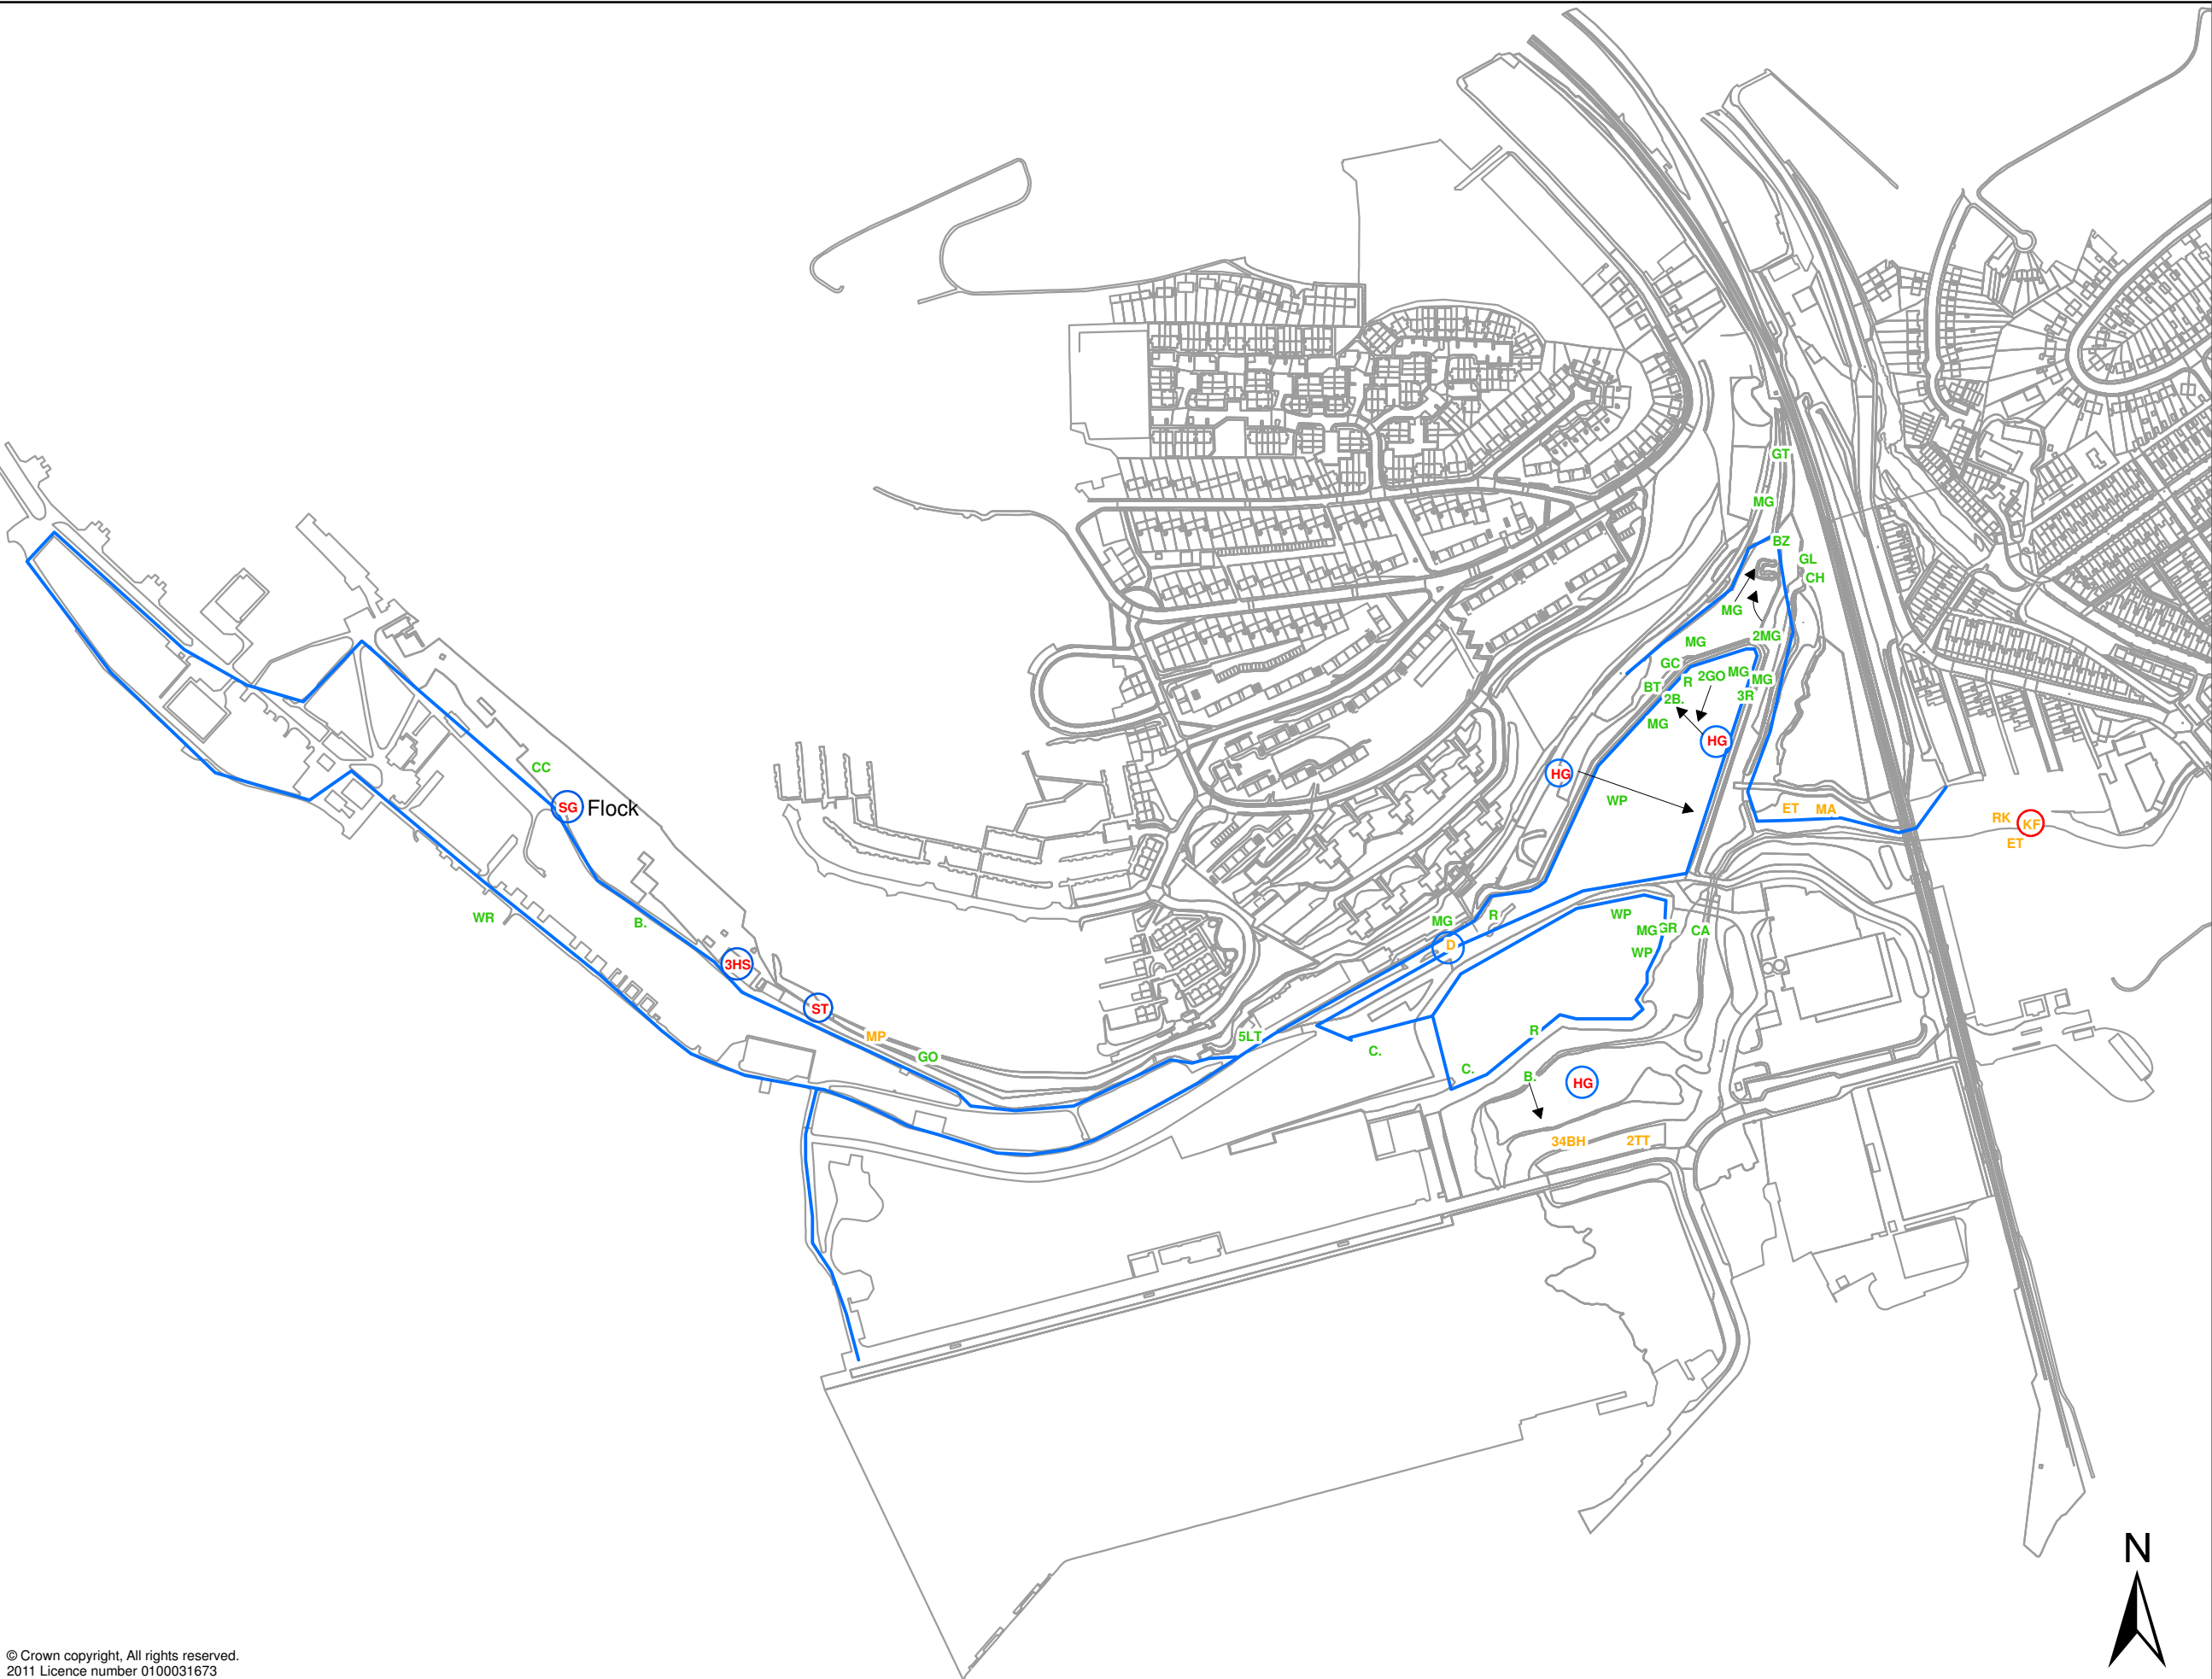 GT
MG
BZ
GL
CH
MG
2MG
MG
GC
MG
2GO
R
MG
BT
3R
2B.
MG
HG
CC
HG
WP
SG Flock
ET MA
RK KF
ET
WR
B.
MG R WP
MG GR CA
D
WP
3HS
ST
MP
5LT
R
GO
C.
C.
B.
HG
34BH 2TT
N
© Crown copyright, All rights reserved.
2011 Licence number 0100031673